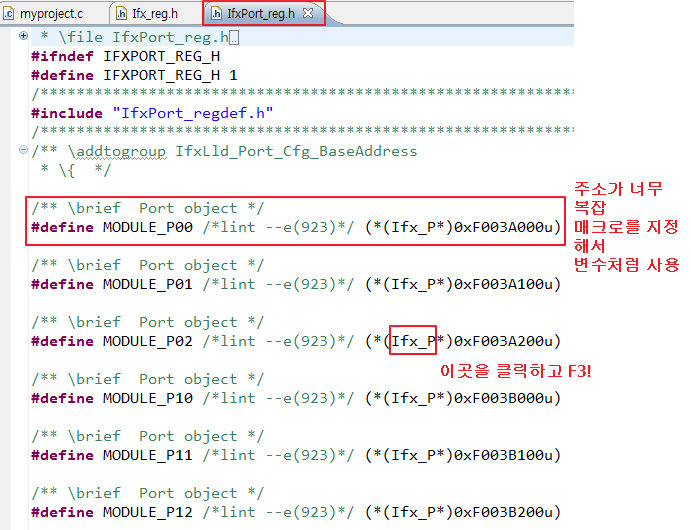 myproject.c
Ifx_reg.h
IfxPort_reg.h
* \file IfxPort_reg.h..
#ifndef IFXPORT_REG_H
#define IFXPORT_REG_H 1
/******************************************************************
#include "IfxPort_regdef.h"
/******************************************************************
/** \addtogroup IfxLld_Port_Cfg_BaseAddress
* \{ */
/** \brief Port object */
#define MODULE_P00 /*lint --e(923)*/ (*(Ifx_P*)0xF003A000u)
주소가 너무
복잡
매크로를 지정
해서
변수처럼 사용
/** \brief Port object */
#define MODULE_P01 /*lint --e(923)*/ (*(Ifx_P*)0xF003A100u)
/** \brief Port object */
#define MODULE_P02 /*lint --e(923)*/ (*(Ifx_P*)0xF003A200u)
이곳을 클릭하고 F3!
/** \brief Port object */
#define MODULE_P10 /*lint --e(923)*/ (*(Ifx_P*)0xF003B000u)
/** \brief Port object */
#define MODULE_P11 /*lint --e(923)*/ (*(Ifx_P*)0xF003B100u)
/** \brief Port object */
#define MODULE_P12 /*lint --e(923)*/ (*(Ifx_P*)0xF003B200u)